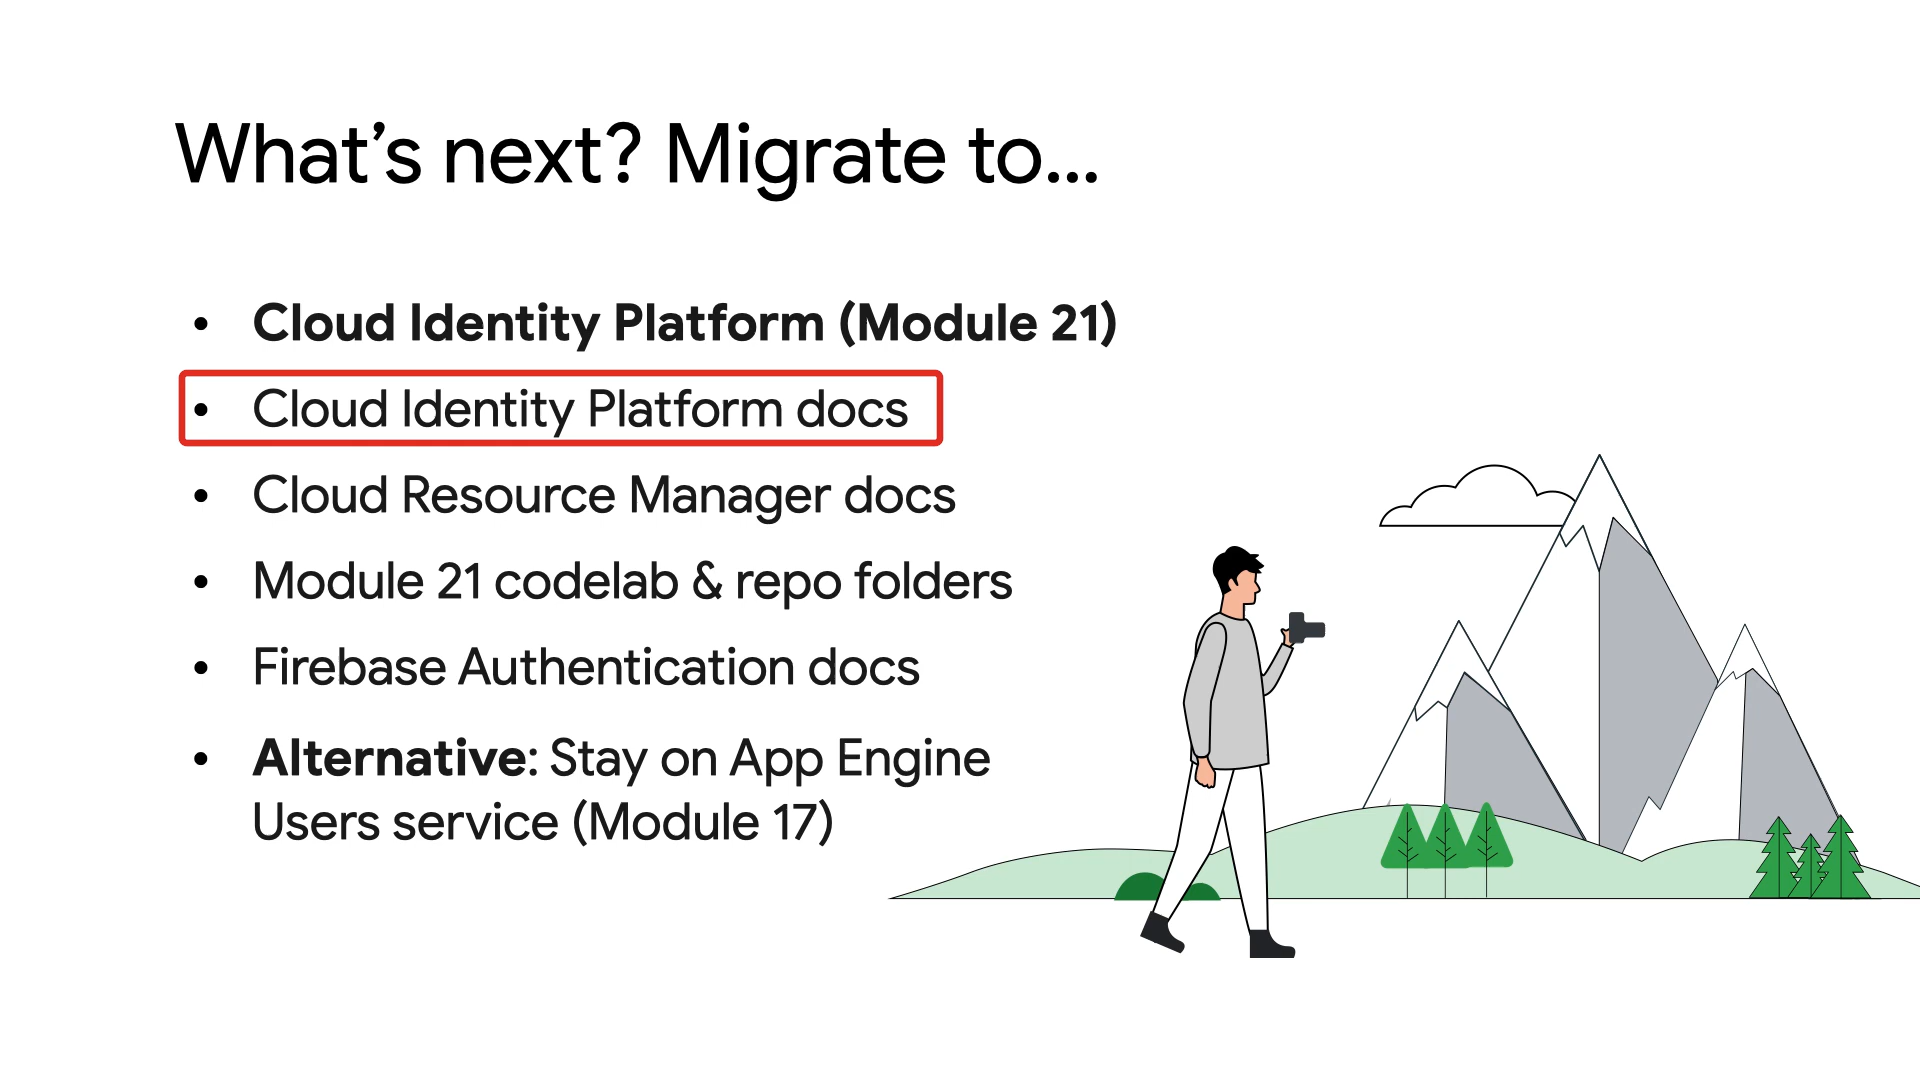 What’s next? Migrate to...
• Cloud Identity Platform (Module 21)
• Cloud Identity Platform docs
• Cloud Resource Manager docs
• Module 21 codelab & repo folders
• Firebase Authentication docs
• Alternative: Stay on App Engine
Users service (Module 17)